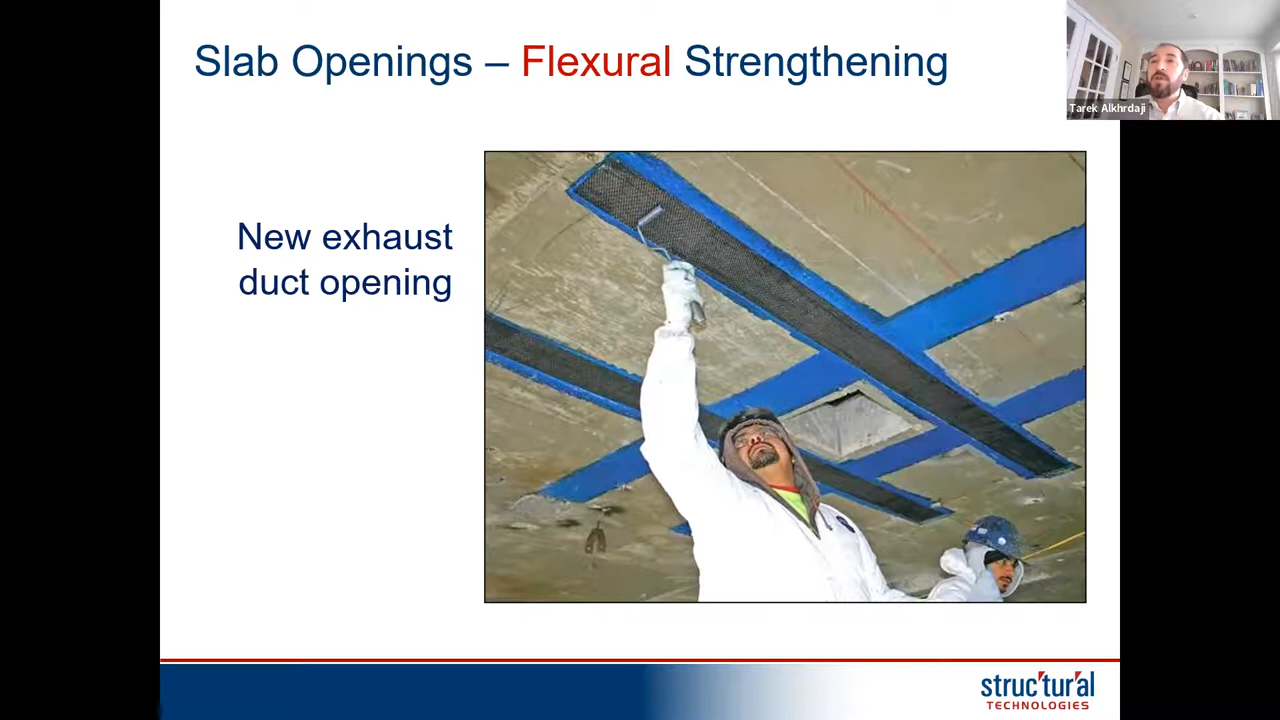 Slab Openings – Flexural Strengthening
Tarek Alkhrdaji
New exhaust
duct opening
structural
TECHNOLOGIES